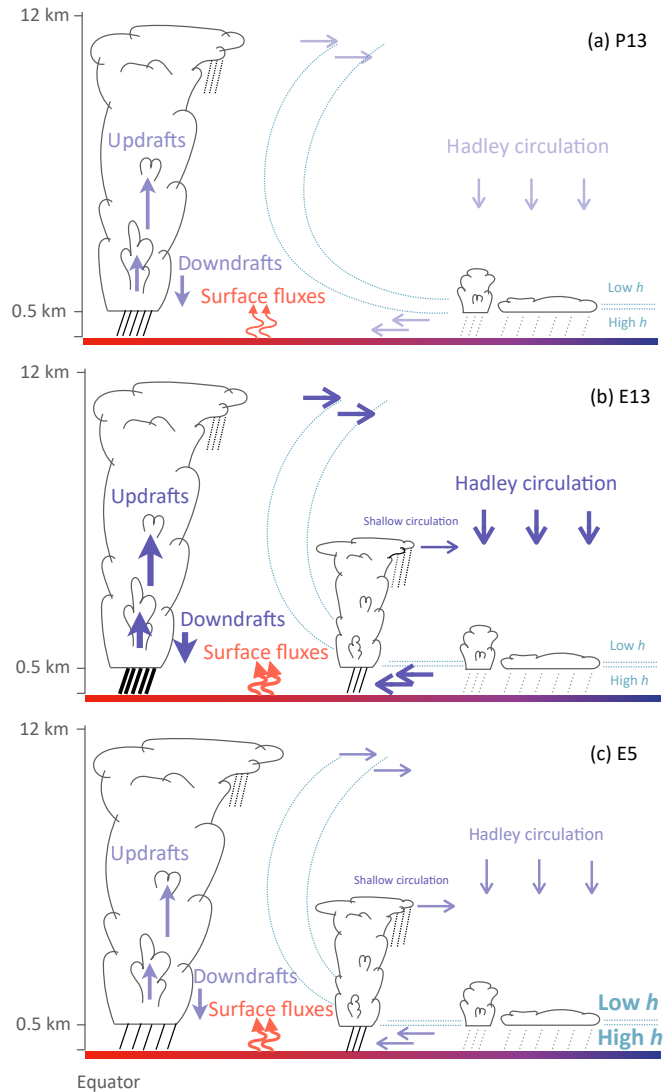 12 km
(a) P13
Updrafts
Hadley circulation
Downdrafts
Surface fluxes
Low h
0.5 km
High h
12 km
(b) E13
Hadley circulation
Updrafts
Shallow circulation
Downdrafts
Surface fluxes
Low h
0.5 km
High h
12 km
(c) E5
Hadley circulation
Updrafts
Shallow circulation
Downdrafts
Surface fluxes
Low h
0.5 km
High h
Equator